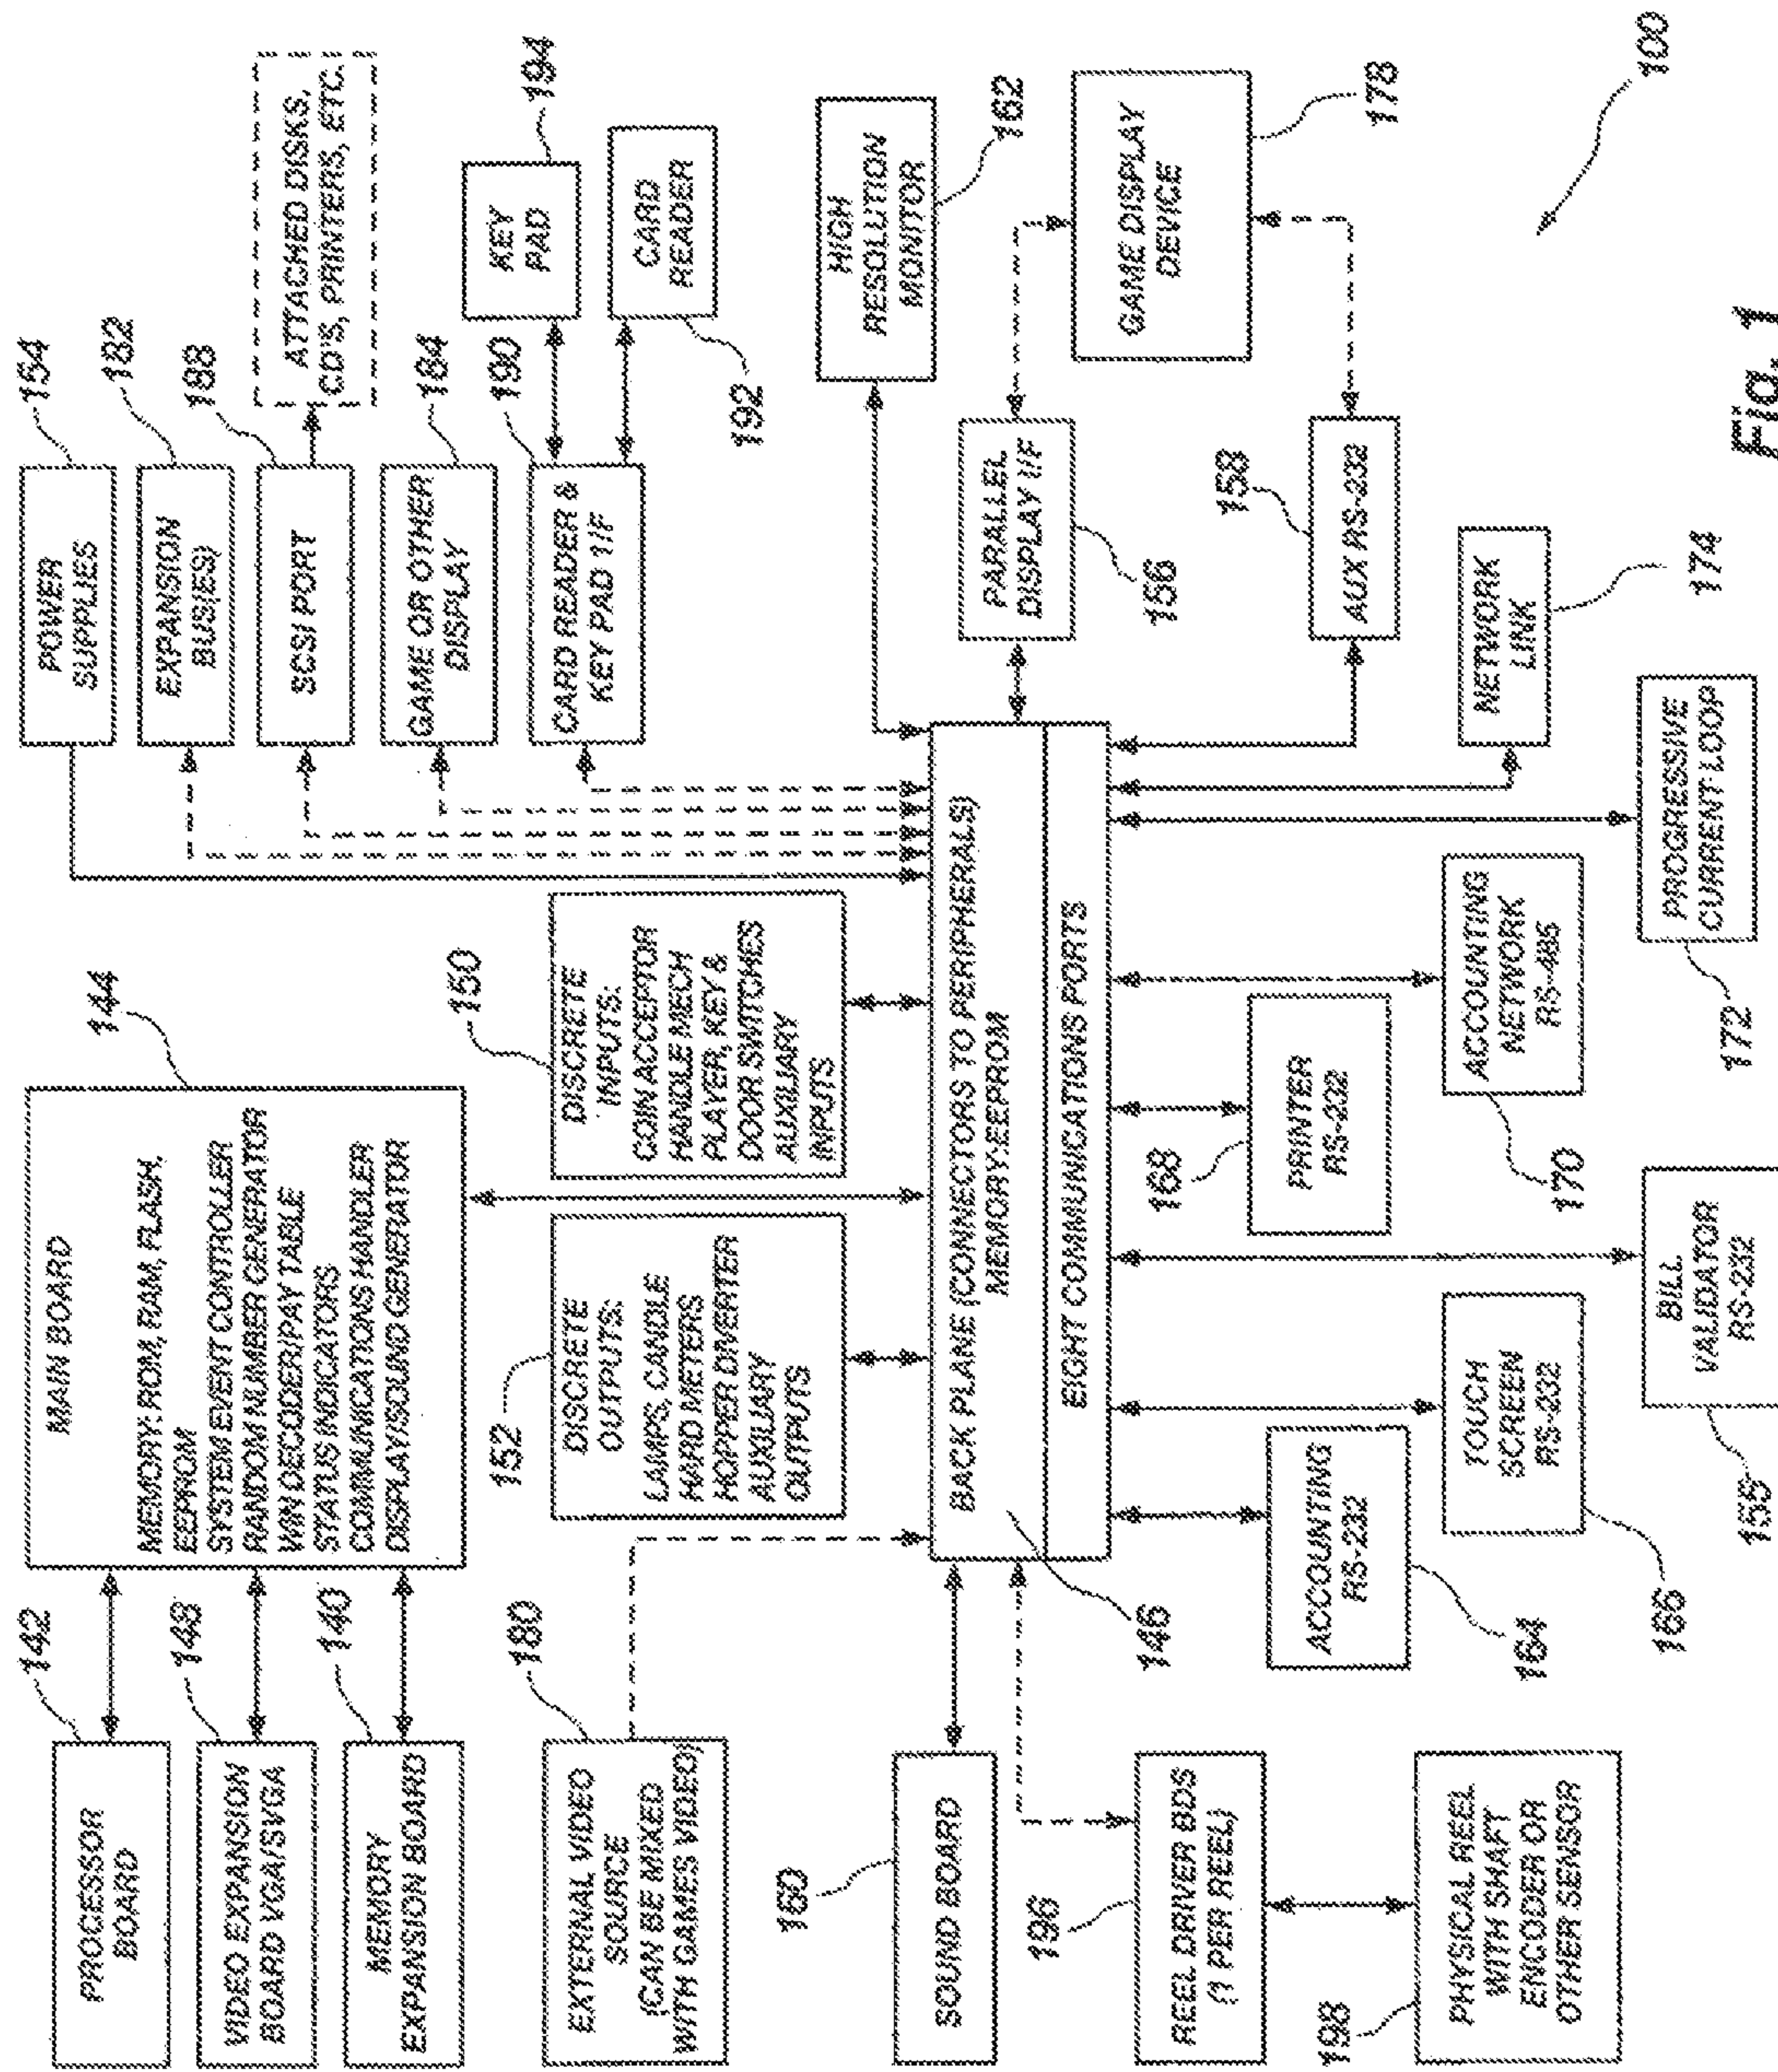 142
PROCESSOR
BOARD
148
VIDEO EXPANSION
BOARD VGA/SVGA
140
MEMORY
EXPANSION BOARD
144
MAIN BOARD
MEMORY: ROM, RAM, FLASH,
EEPROM
SYSTEM EVENT CONTROLLER
RANDOM NUMBER GENERATOR
WIN DECODER/PAY TABLE
STATUS INDICATORS
COMMUNICATIONS HANDLER
DISPLAY/SOUND GENERATOR
154
POWER
SUPPLIES
182
EXPANSION
BUS(IES)
188
SCSI PORT
ATTACHED DISKS,
CD'S, PRINTERS, ETC.
184
GAME OR OTHER
DISPLAY
190
CARD READER &
KEY PAD 1/F
194
KEY
PAD
CARD
READER
192
180
EXTERNAL VIDEO
SOURCE
(CAN BE MIXED
WITH GAMES VIDEO)
152
DISCRETE
OUTPUTS:
LAMPS, CANDLE
HARD METERS
HOPPER DIVERTER
AUXILIARY
OUTPUTS
150
DISCRETE
INPUTS:
COIN ACCEPTOR
HANDLE MECH
PLAYER, KEY &
DOOR SWITCHES
AUXILIARY
INPUTS
160
SOUND BOARD
BACK PLANE (CONNECTORS TO PERIPHERALS)
MEMORY:EEPROM
EIGHT COMMUNICATIONS PORTS
146
HIGH
RESOLUTION
MONITOR
162
PARALLEL
DISPLAY I/F
156
GAME DISPLAY
DEVICE
178
158
AUX RS-232
196
REEL DRIVER BDS
(1 PER REEL)
198
PHYSICAL REEL
WITH SHAFT
ENCODER OR
OTHER SENSOR
ACCOUNTING
RS-232
164
TOUCH
SCREEN
RS-232
166
BILL
VALIDATOR
RS-232
155
168
PRINTER
RS-232
ACCOUNTING
NETWORK
RS-485
170
PROGRESSIVE
CURRENT LOOP
172
NETWORK
LINK
174
100
Fig. 1